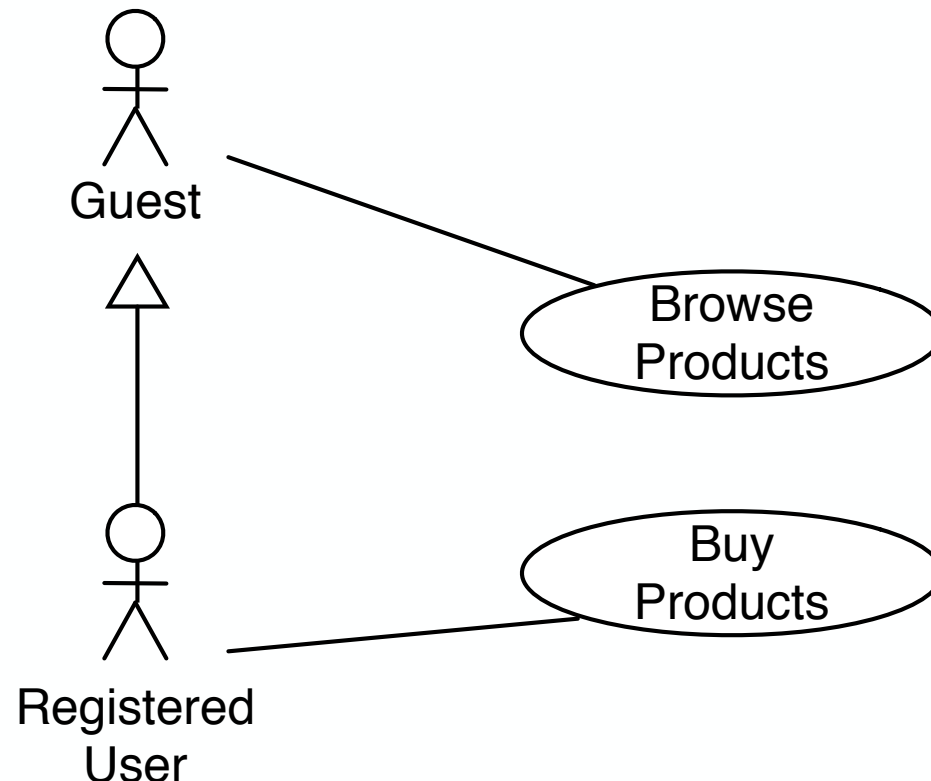 Guest
Browse
Products
Buy
Products
Registered
User